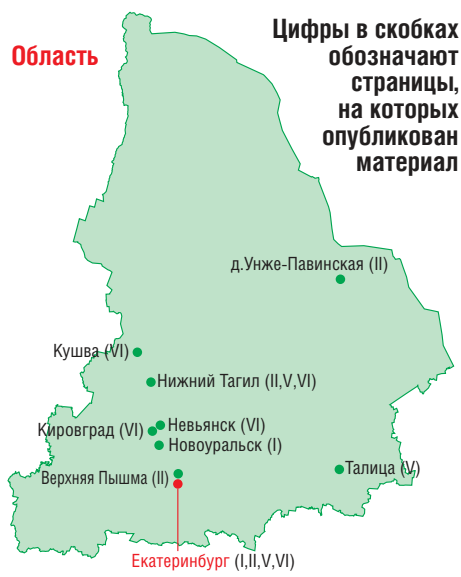 Область
Цифры в скобках
обозначают
страницы,
на которых
опубликован
материал
д.Унже-Павинская (II)
Кушва (VI)
Нижний Тагил (II,V,VI)
Невьянск (VI)
Кировград (VI)
Новоуральск (I)
Талица (V)
Верхняя Пышма (II)
Екатеринбург (I,II,V,VI)